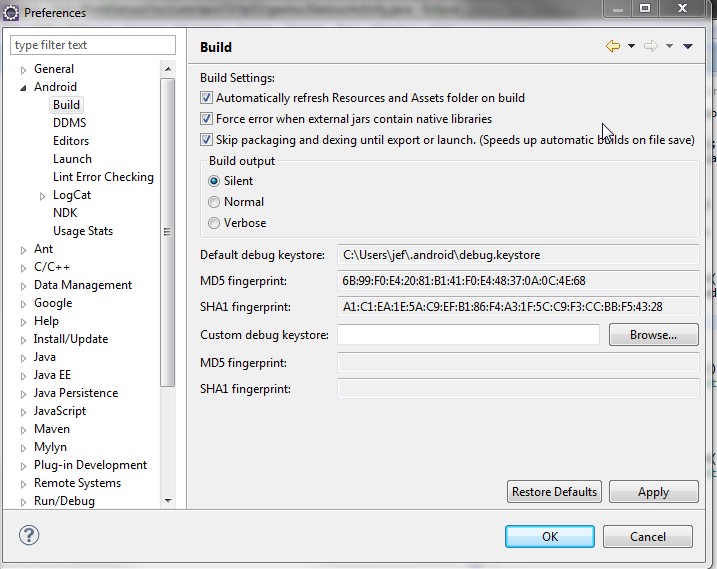 Preferences
type filter text
General
Android
Build
DDMS
Editors
Launch
Lint Error Checking
LogCat
NDK
Usage Stats
Ant
C/C++
Data Management
Google
Help
Install/Update
Java
Java EE
Java Persistence
JavaScript
Maven
Mylyn
Plug-in Development
Remote Systems
Run/Debug
Build
Build Settings:
Automatically refresh Resources and Assets folder on build
Force error when external jars contain native libraries
Skip packaging and dexing until export or launch. (Speeds up automatic builds on file save)
Build output
Silent
Normal
Verbose
Default debug keystore: C:\Users\jef\.android\debug.keystore
MD5 fingerprint: 6B:99:F0:E4:20:81:B1:41:F0:E4:48:37:0A:0C:4E:68
SHA1 fingerprint: A1:C1:EA:1E:5A:C9:EF:B1:86:F4:A3:1F:5C:C9:F3:CC:BB:F5:43:28
Custom debug keystore: Browse...
MD5 fingerprint:
SHA1 fingerprint:
Restore Defaults Apply
? OK Cancel